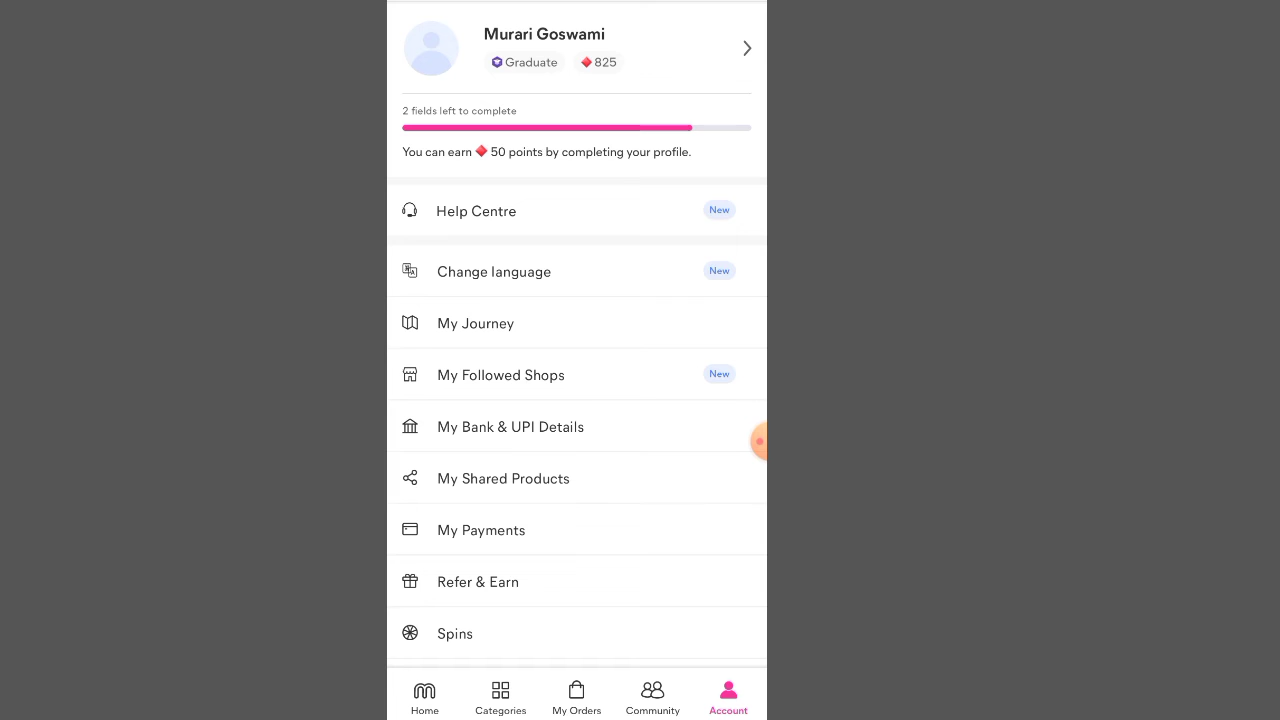 Murari Goswami
Graduate 825
2 fields left to complete
You can earn 50 points by completing your profile.
Help Centre New
Change language New
My Journey
My Followed Shops New
My Bank & UPI Details
My Shared Products
My Payments
Refer & Earn
Spins
Home Categories My Orders Community Account